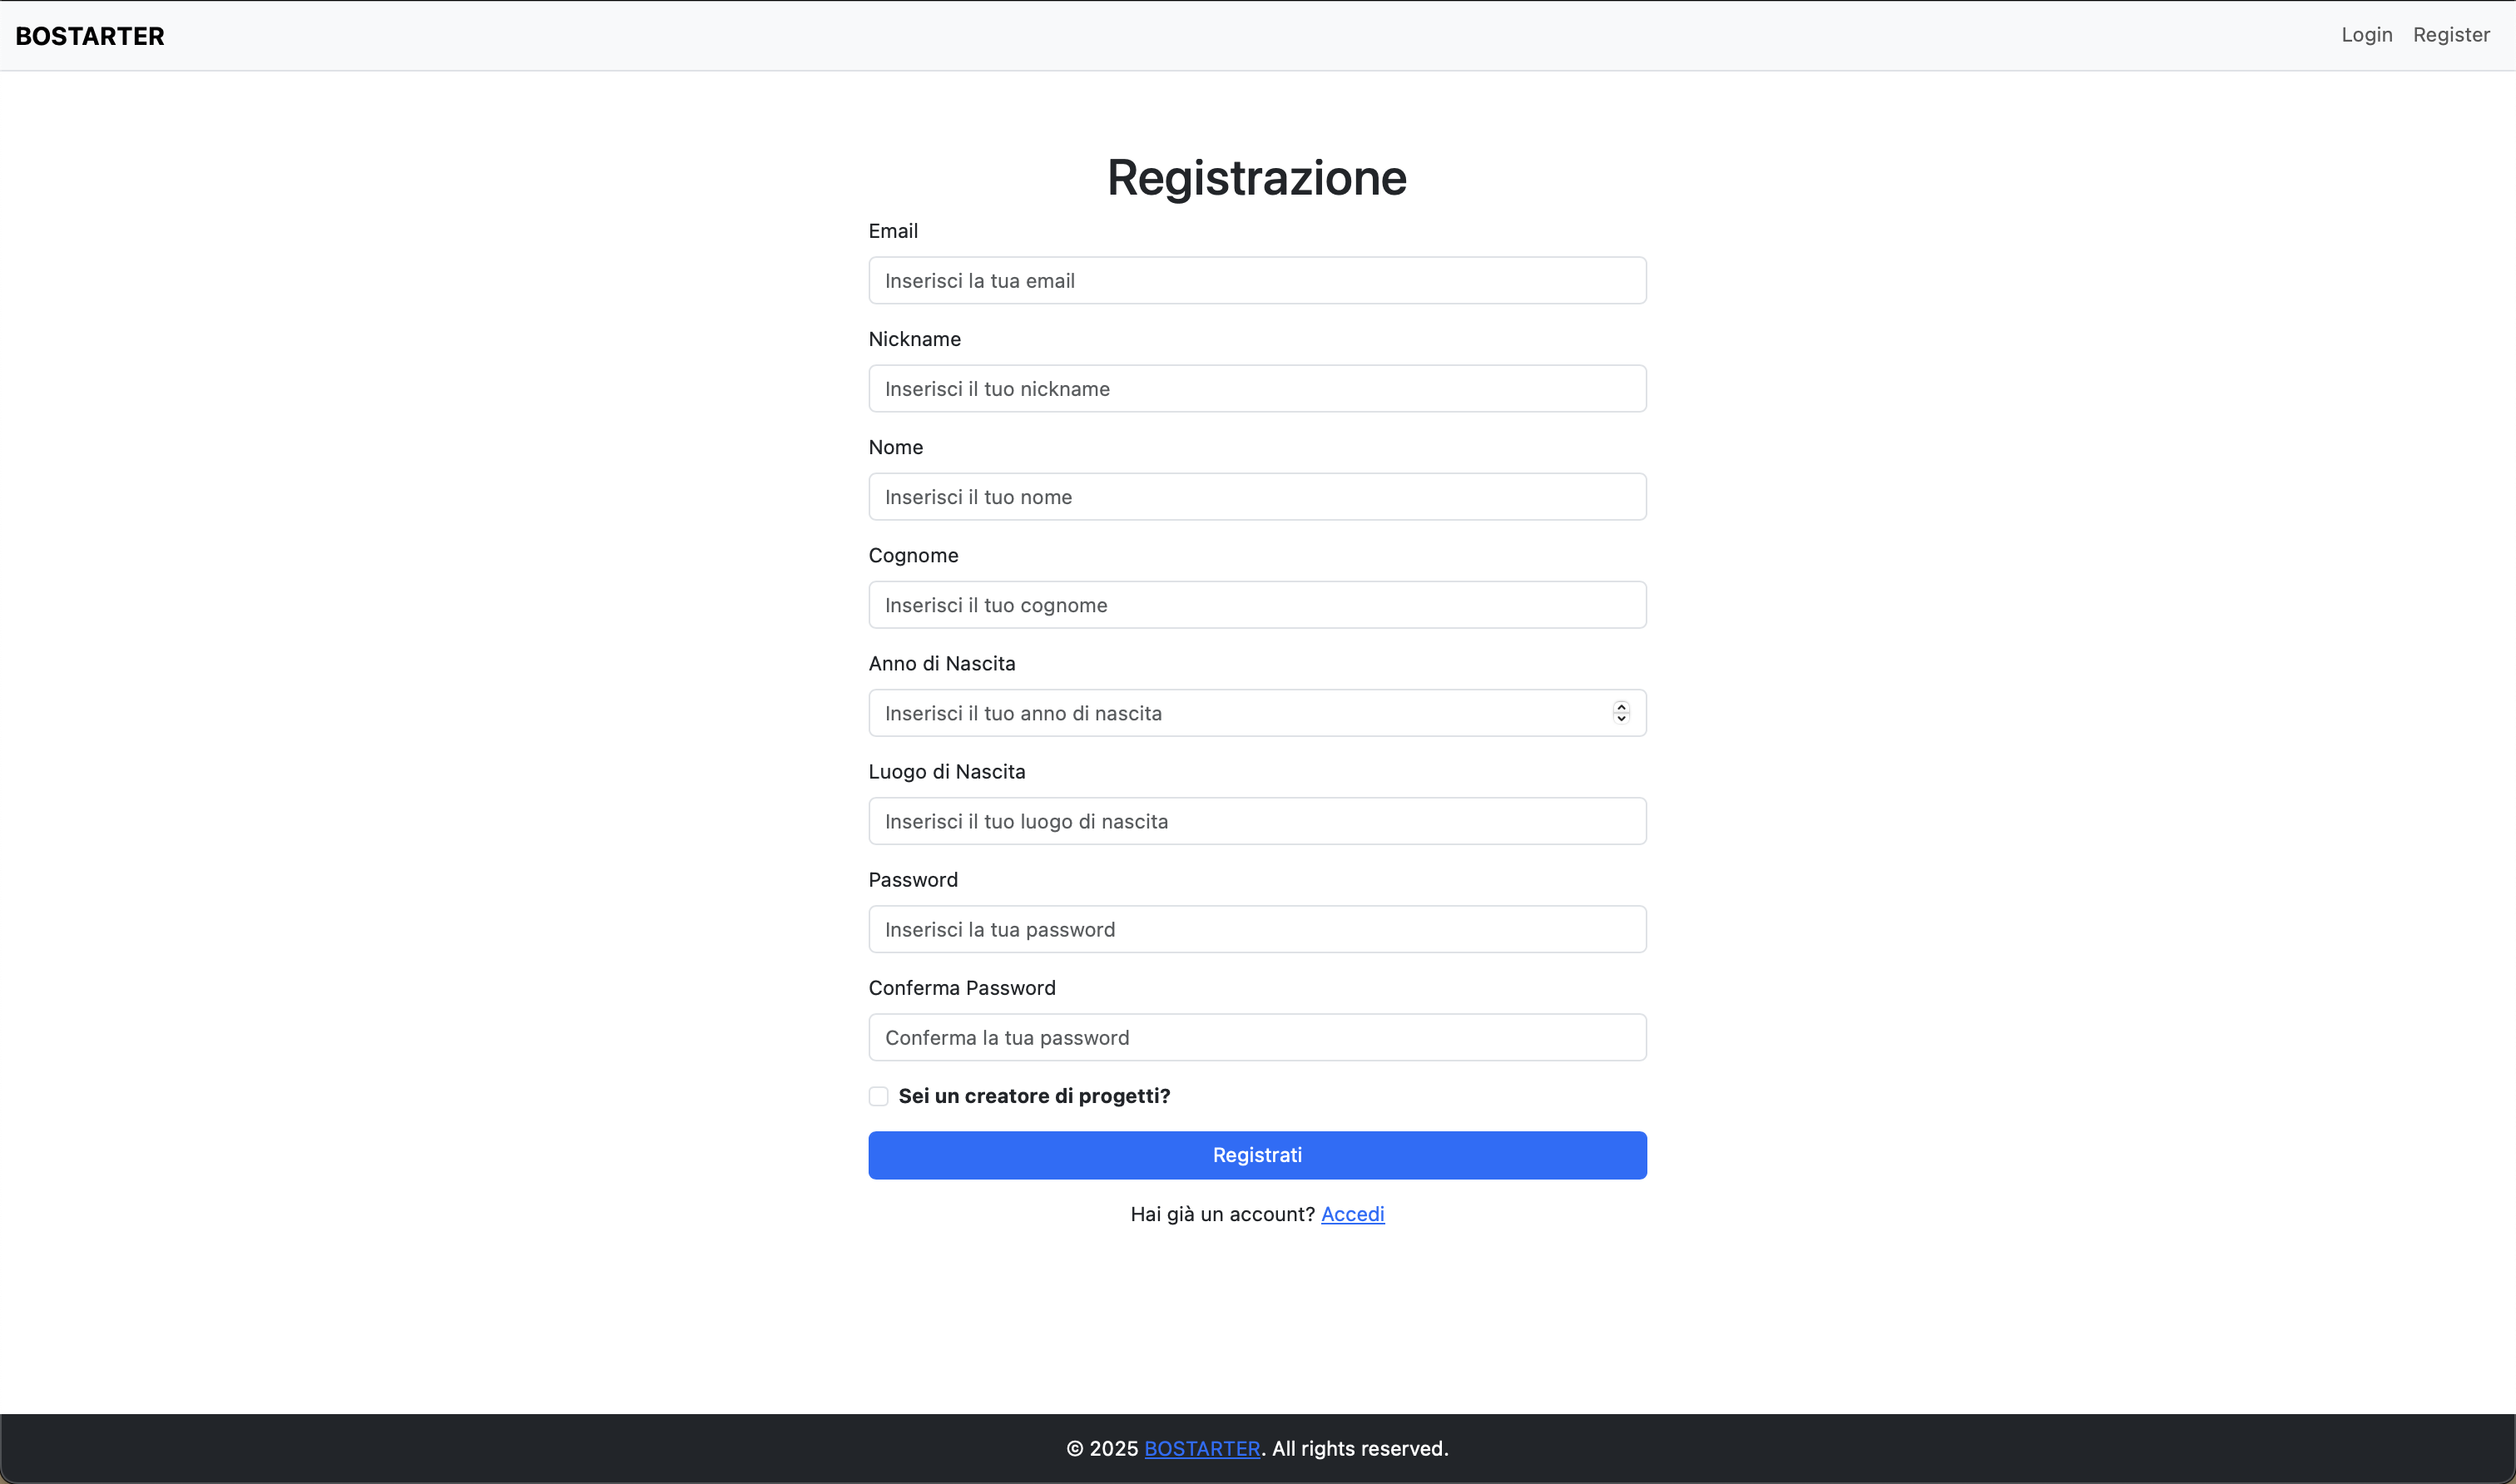 BOSTARTER
Login Register
Registrazione
Email
Inserisci la tua email
Nickname
Inserisci il tuo nickname
Nome
Inserisci il tuo nome
Cognome
Inserisci il tuo cognome
Anno di Nascita
Inserisci il tuo anno di nascita
Luogo di Nascita
Inserisci il tuo luogo di nascita
Password
Inserisci la tua password
Conferma Password
Conferma la tua password
Sei un creatore di progetti?
Registrati
Hai già un account? Accedi
© 2025 BOSTARTER. All rights reserved.